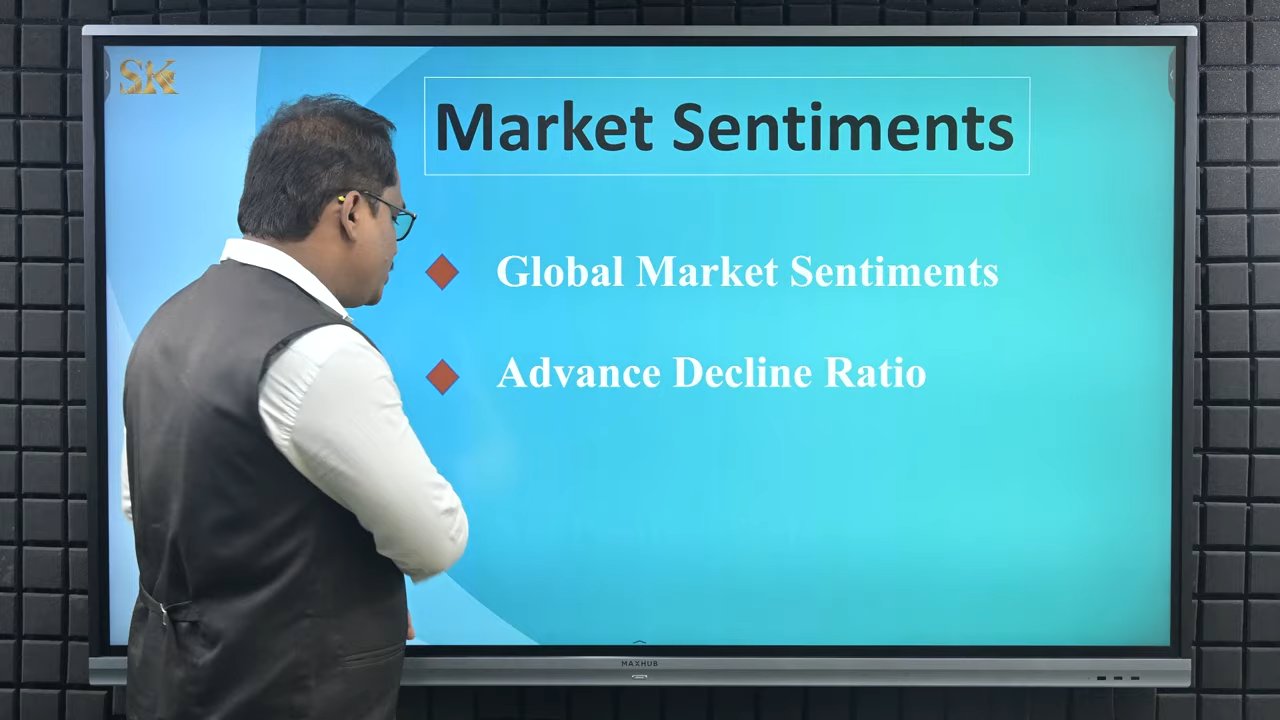 SK
Market Sentiments
Global Market Sentiments
Advance Decline Ratio
MAXHUB